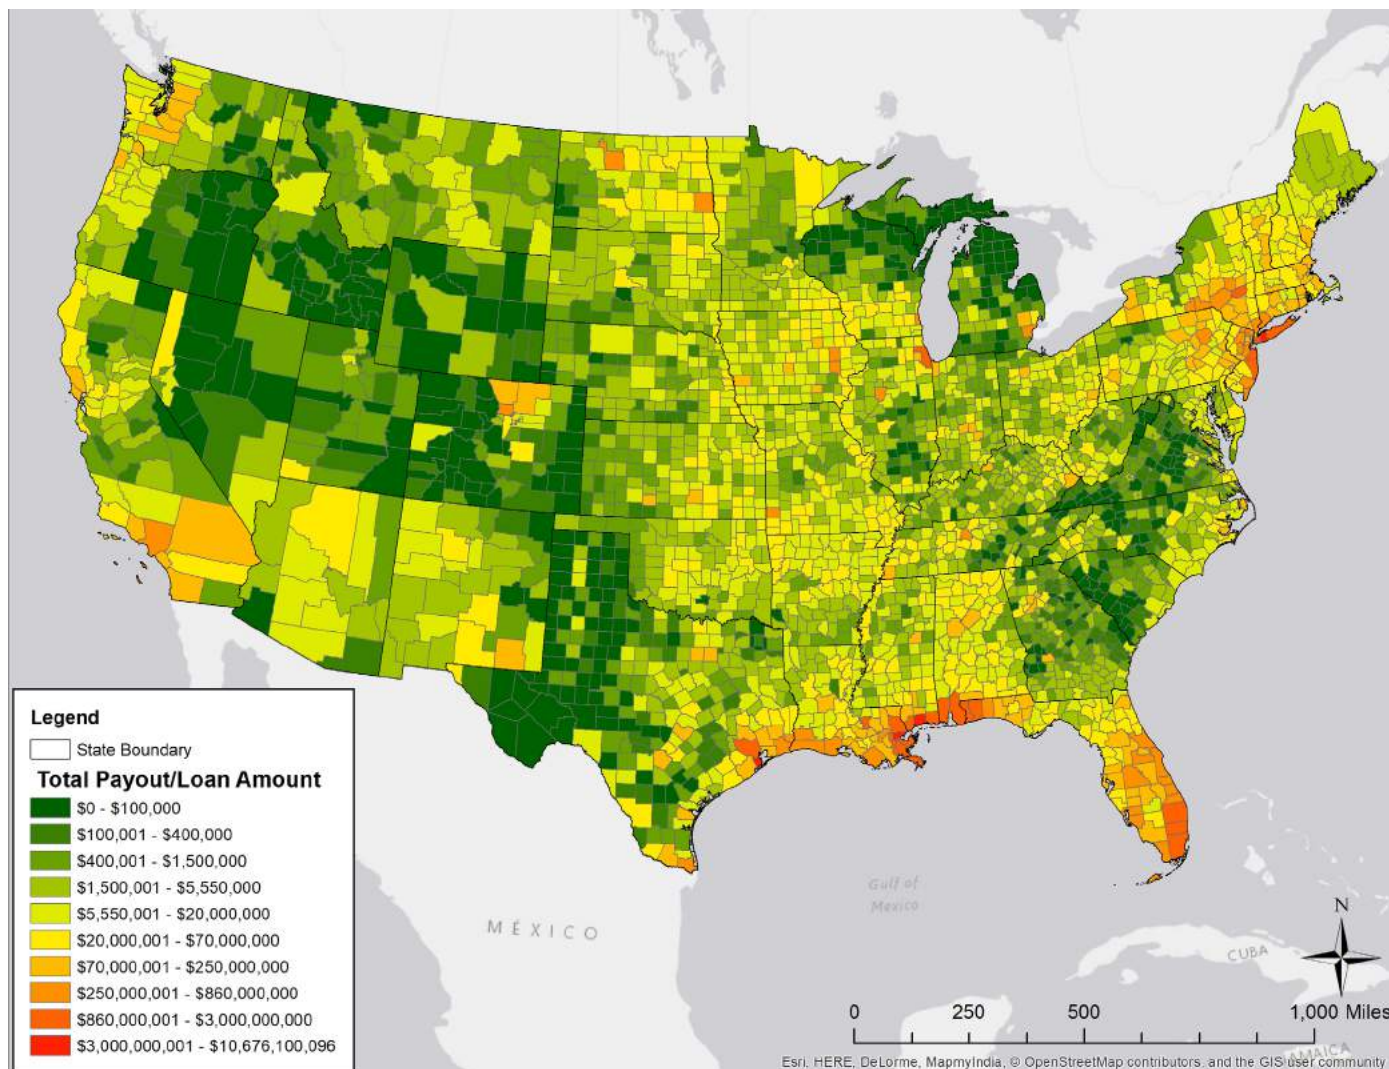 Gulf of
Mexico
MÉXICO
CUBA
JAMAICA
N
0 250 500 1,000 Miles
Legend
State Boundary
Total Payout/Loan Amount
$0 - $100,000
$100,001 - $400,000
$400,001 - $1,500,000
$1,500,001 - $5,550,000
$5,550,001 - $20,000,000
$20,000,001 - $70,000,000
$70,000,001 - $250,000,000
$250,000,001 - $860,000,000
$860,000,001 - $3,000,000,000
$3,000,000,001 - $10,676,100,096
Esri, HERE, DeLorme, MapmyIndia, © OpenStreetMap contributors, and the GIS user community